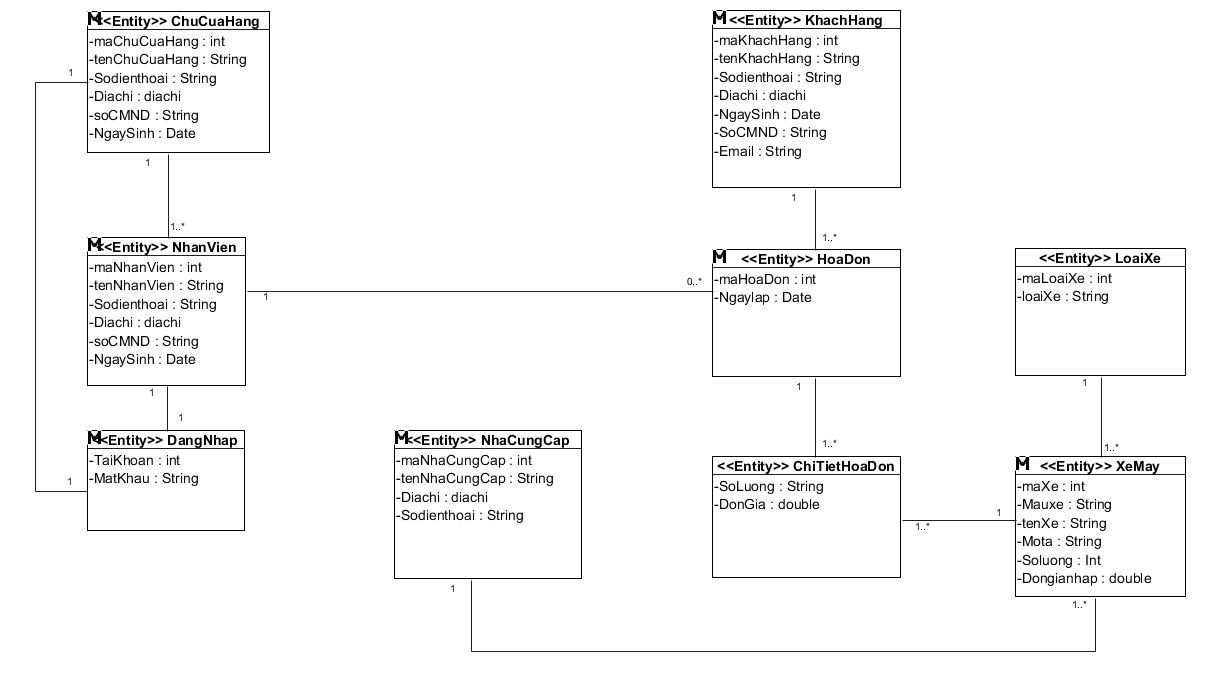 M<<Entity>> ChuCuaHang
-maChuCuaHang : int
-tenChuCuaHang : String
-Sodienthoai : String
-Diachi : diachi
-soCMND : String
-NgaySinh : Date
1
1
1..*
M<<Entity>> NhanVien
-maNhanVien : int
-tenNhanVien : String
-Sodienthoai : String
-Diachi : diachi
-soCMND : String
-NgaySinh : Date
1
0..*
1
1
M<<Entity>> DangNhap
-TaiKhoan : int
-MatKhau : String
1
M <<Entity>> KhachHang
-maKhachHang : int
-tenKhachHang : String
-Sodienthoai : String
-Diachi : diachi
-NgaySinh : Date
-SoCMND : String
-Email : String
1
1..*
M <<Entity>> HoaDon
-maHoaDon : int
-Ngaylap : Date
1
1..*
<<Entity>> LoaiXe
-maLoaiXe : int
-loaiXe : String
1
1..*
M<<Entity>> NhaCungCap
-maNhaCungCap : int
-tenNhaCungCap : String
-Diachi : diachi
-Sodienthoai : String
1
<<Entity>> ChiTietHoaDon
-SoLuong : String
-DonGia : double
1..*
1
M <<Entity>> XeMay
-maXe : int
-Mauxe : String
-tenXe : String
-Mota : String
-Soluong : Int
-Dongianhap : double
1..*